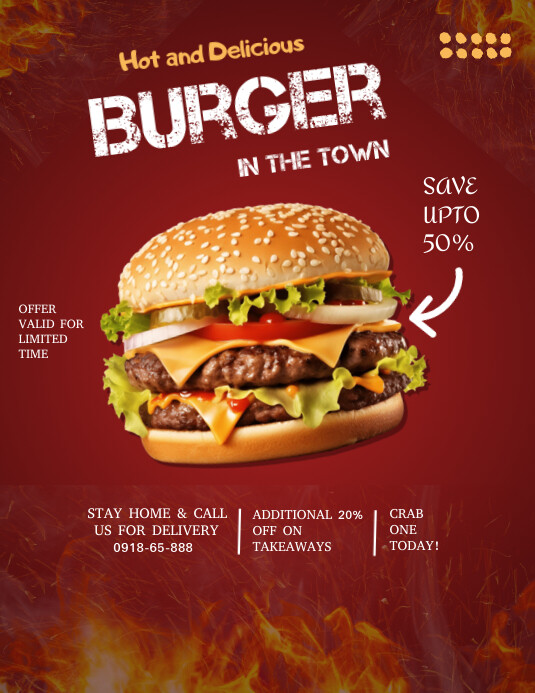 Hot and Delicious
BURGER
IN THE TOWN
SAVE
UPTO
50%
OFFER
VALID FOR
LIMITED
TIME
STAY HOME & CALL
US FOR DELIVERY
0918-65-888
ADDITIONAL 20%
OFF ON
TAKEAWAYS
CRAB
ONE
TODAY!